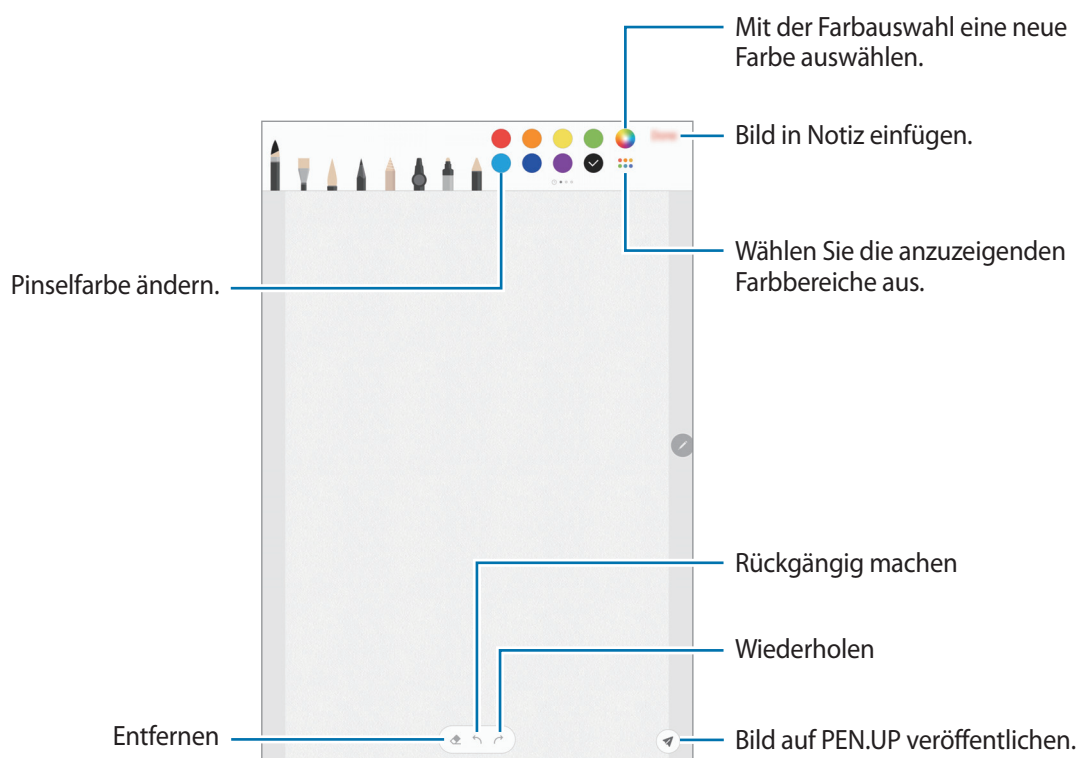 Mit der Farbauswahl eine neue
Farbe auswählen.
Bild in Notiz einfügen.
Wählen Sie die anzuzeigenden
Farbbereiche aus.
Pinselfarbe ändern.
Rückgängig machen
Wiederholen
Entfernen
Bild auf PEN.UP veröffentlichen.